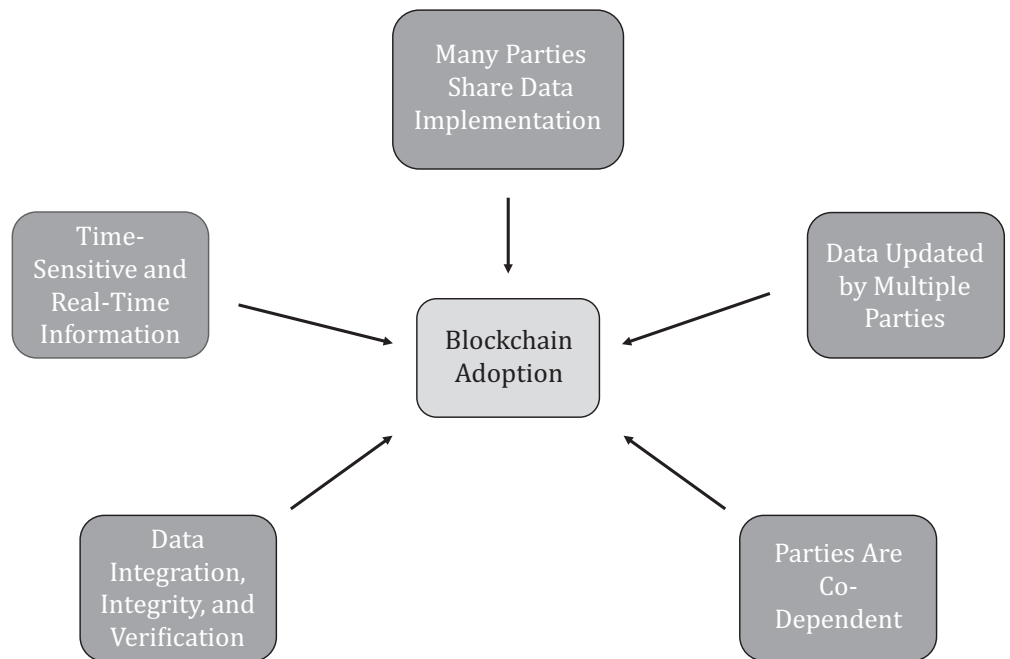 Many Parties
Share Data
Implementation
Time-
Sensitive and
Real-Time
Information
Data Updated
by Multiple
Parties
Blockchain
Adoption
Data
Integration,
Integrity, and
Verification
Parties Are
Co-
Dependent